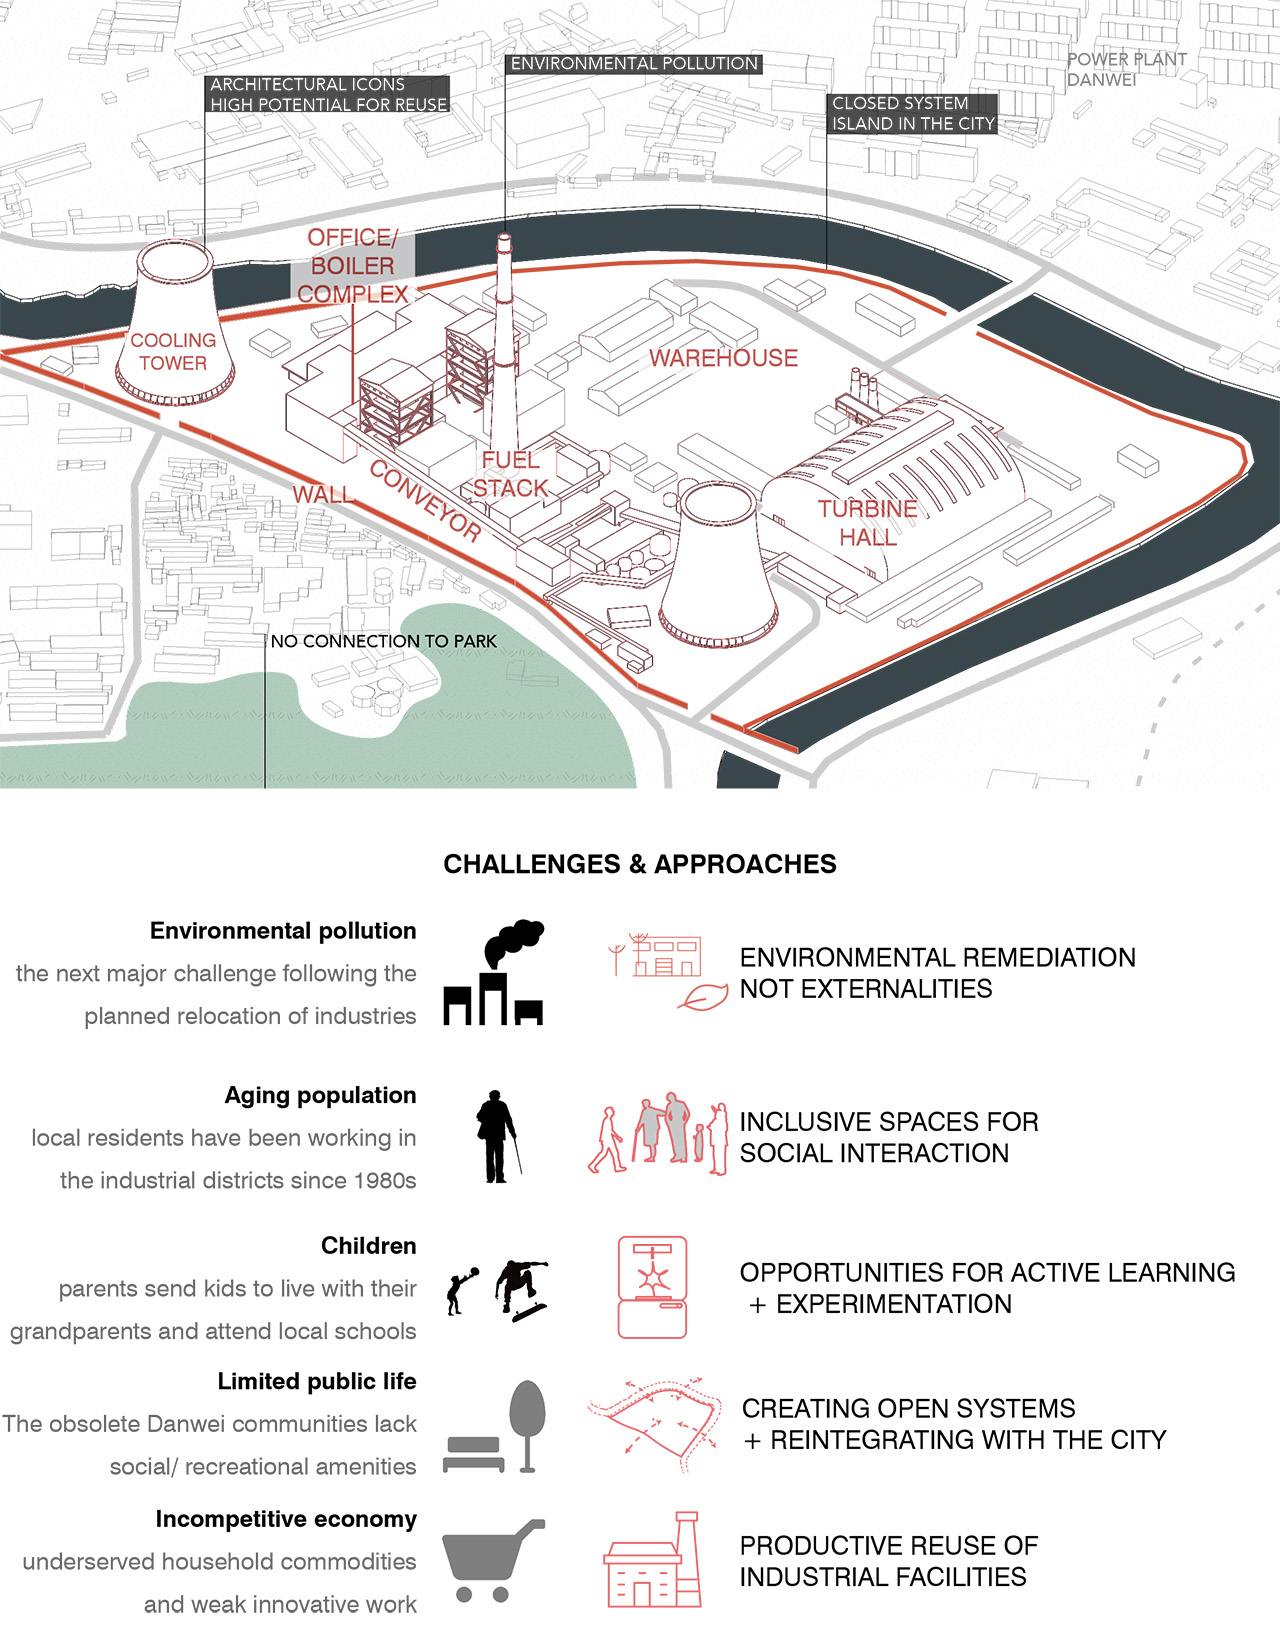 ARCHITECTURAL ICONS
HIGH POTENTIAL FOR REUSE
ENVIRONMENTAL POLLUTION
CLOSED SYSTEM
ISLAND IN THE CITY
POWER PLANT
DANWEI
OFFICE/
BOILER
COMPLEX
COOLING
TOWER
WAREHOUSE
WALL
CONVEYOR
FUEL
STACK
TURBINE
HALL
NO CONNECTION TO PARK
CHALLENGES & APPROACHES
Environmental pollution
the next major challenge following the
planned relocation of industries
ENVIRONMENTAL REMEDIATION
NOT EXTERNALITIES
Aging population
local residents have been working in
the industrial districts since 1980s
INCLUSIVE SPACES FOR
SOCIAL INTERACTION
Children
parents send kids to live with their
grandparents and attend local schools
OPPORTUNITIES FOR ACTIVE LEARNING
+ EXPERIMENTATION
Limited public life
The obsolete Danwei communities lack
social/ recreational amenities
CREATING OPEN SYSTEMS
+ REINTEGRATING WITH THE CITY
Incompetitive economy
underserved household commodities
and weak innovative work
PRODUCTIVE REUSE OF
INDUSTRIAL FACILITIES